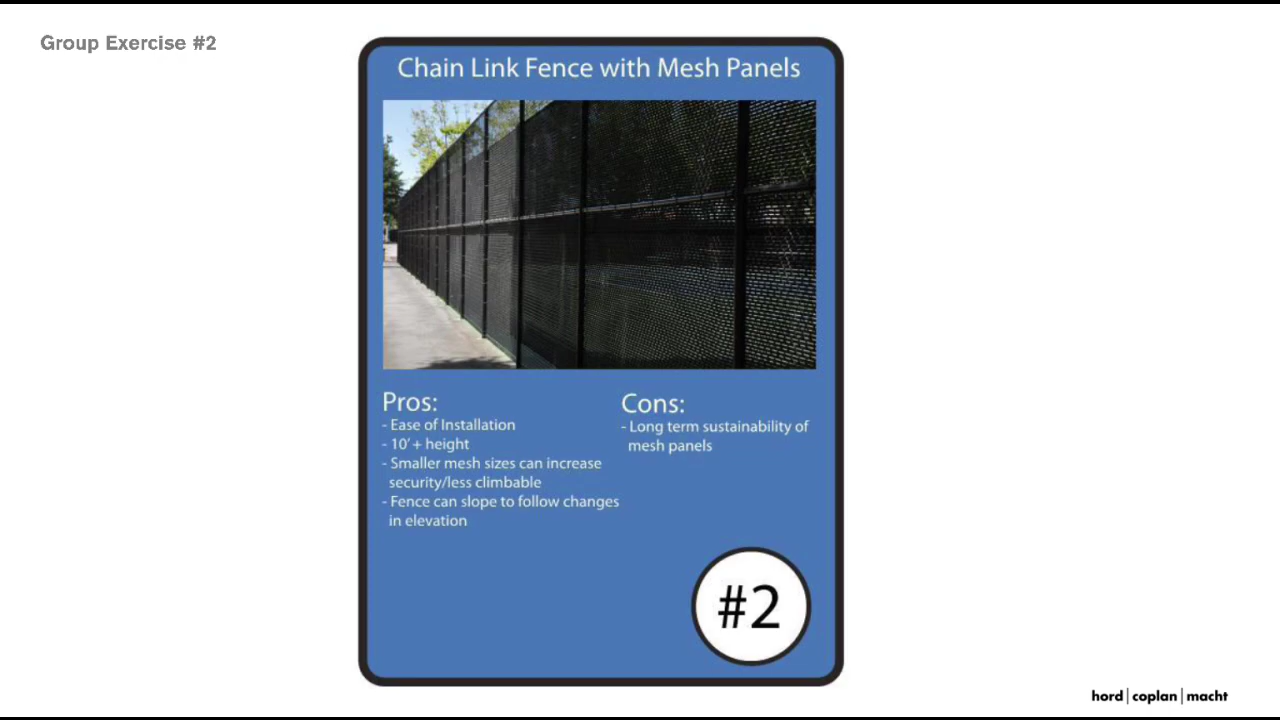 Group Exercise #2
Chain Link Fence with Mesh Panels
Pros:
- Ease of Installation
- 10'+ height
- Smaller mesh sizes can increase
security/less climbable
- Fence can slope to follow changes
in elevation
Cons:
- Long term sustainability of
mesh panels
#2
hord | coplan | macht